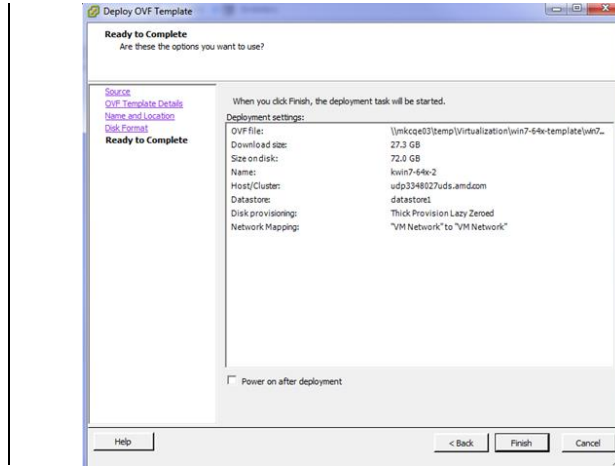 Deploy OVF Template
Ready to Complete
Are these the options you want to use?
Source
OVF Template Details
Name and Location
Disk Format
Ready to Complete
When you click Finish, the deployment task will be started.
Deployment settings:
OVF file: \\mkcqe03\temp\Virtualization\win7-64x-template\win7...
Download size: 27.3 GB
Size on disk: 72.0 GB
Name: kwin7-64x-2
Host/Cluster: udp3348027uds.amd.com
Datastore: datastore1
Disk provisioning: Thick Provision Lazy Zeroed
Network Mapping: "VM Network" to "VM Network"
Power on after deployment
Help
< Back Finish Cancel